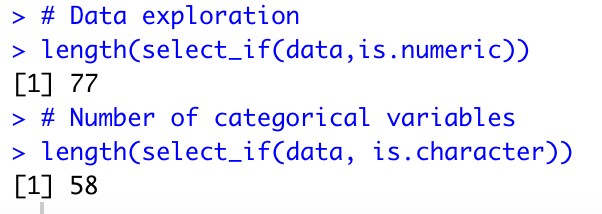 > # Data exploration
> length(select_if(data,is.numeric))
[1] 77
> # Number of categorical variables
> length(select_if(data, is.character))
[1] 58